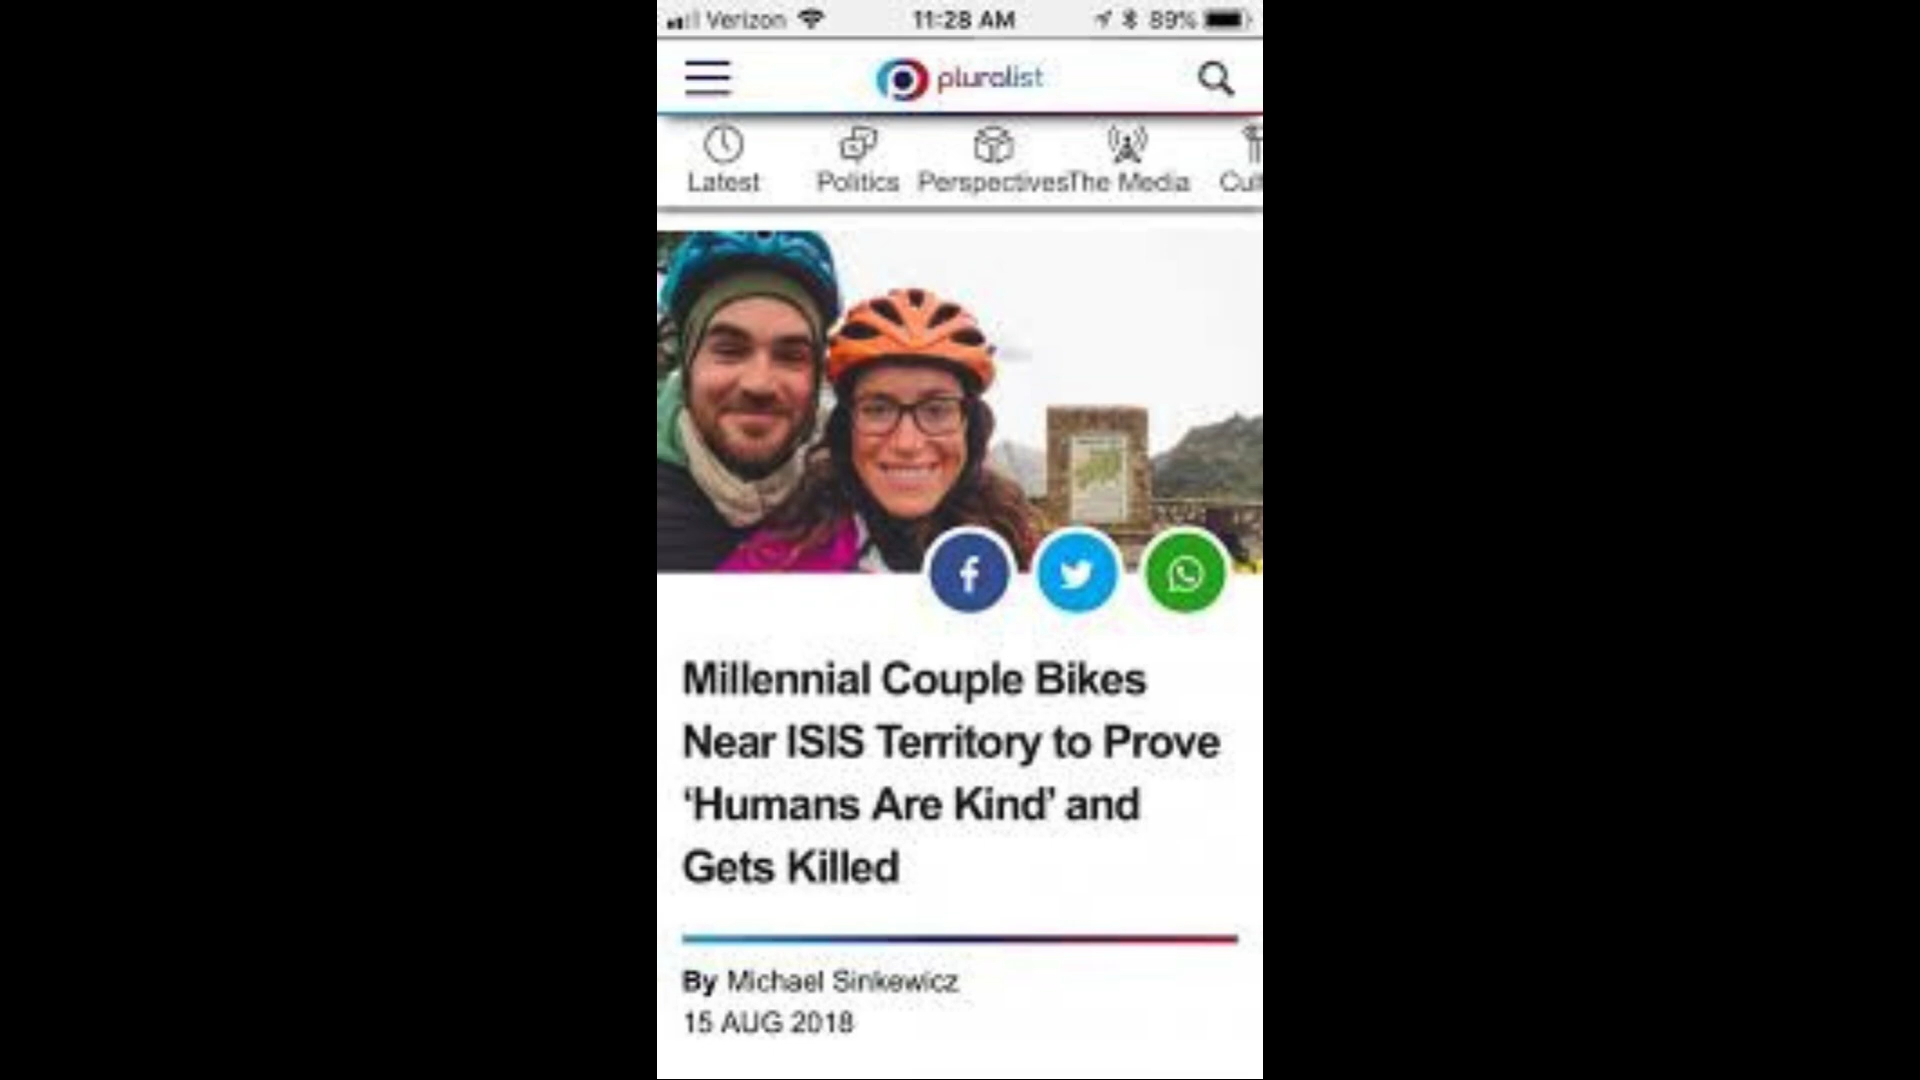 Verizon 11:28 AM 89%
pluralist
Latest Politics Perspectives The Media Cul
Millennial Couple Bikes
Near ISIS Territory to Prove
‘Humans Are Kind’ and
Gets Killed
By Michael Sinkewicz
15 AUG 2018